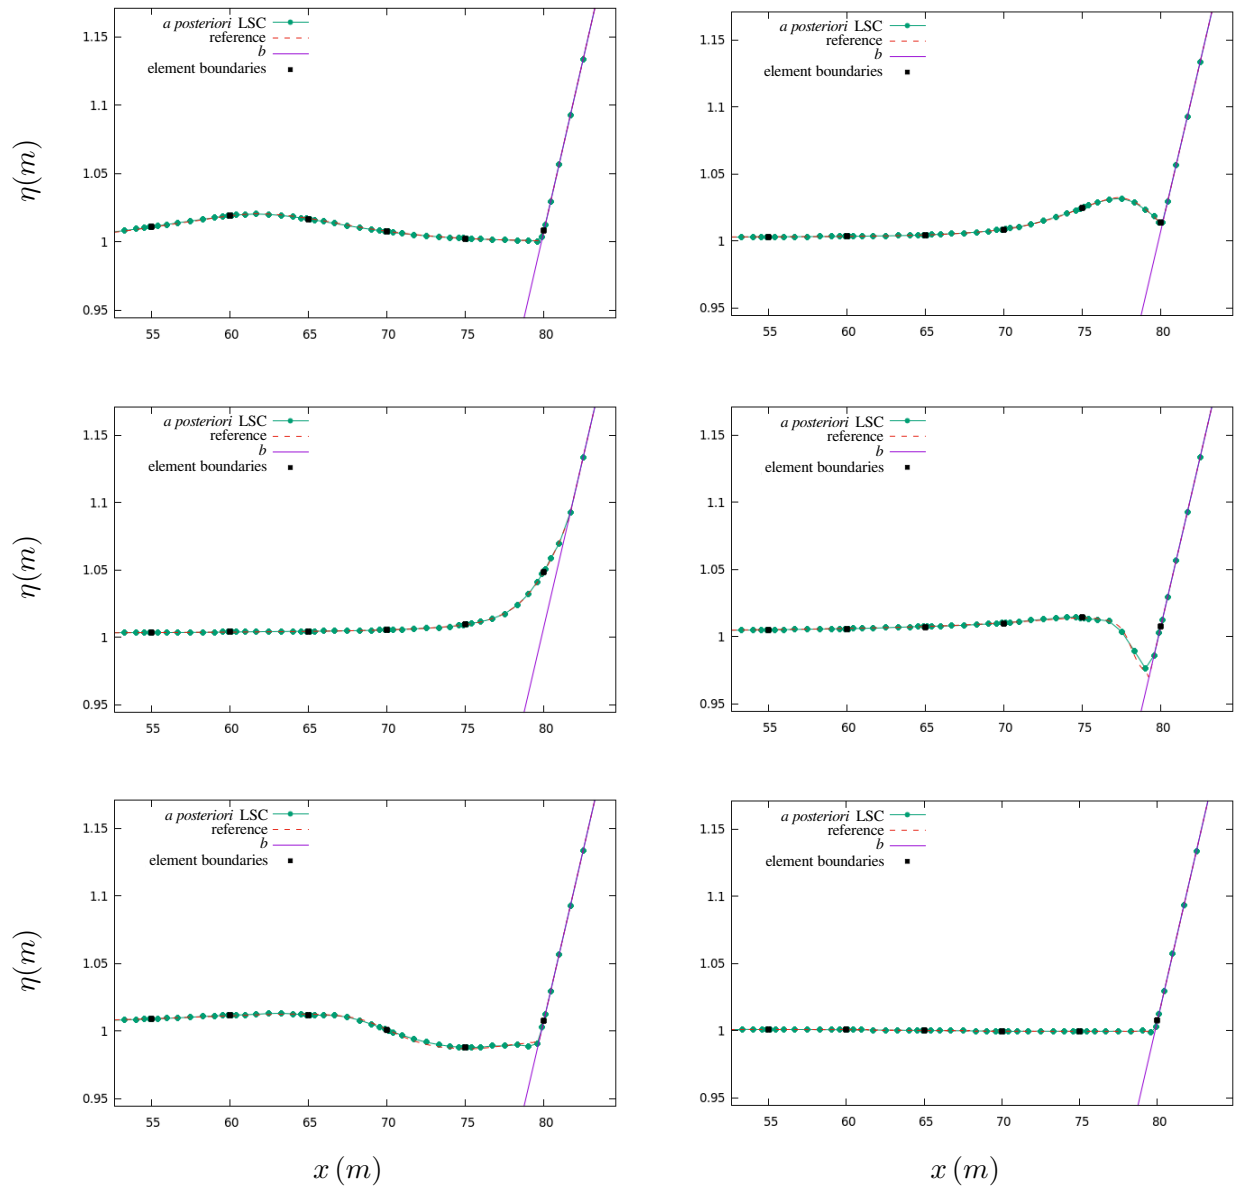 a posteriori LSC
reference
b
element boundaries
1.15
1.1
1.05
1
0.95
55 60 65 70 75 80
η(m)
a posteriori LSC
reference
b
element boundaries
1.15
1.1
1.05
1
0.95
55 60 65 70 75 80
a posteriori LSC
reference
b
element boundaries
1.15
1.1
1.05
1
0.95
55 60 65 70 75 80
η(m)
a posteriori LSC
reference
b
element boundaries
1.15
1.1
1.05
1
0.95
55 60 65 70 75 80
a posteriori LSC
reference
b
element boundaries
1.15
1.1
1.05
1
0.95
55 60 65 70 75 80
η(m)
x (m)
a posteriori LSC
reference
b
element boundaries
1.15
1.1
1.05
1
0.95
55 60 65 70 75 80
x (m)